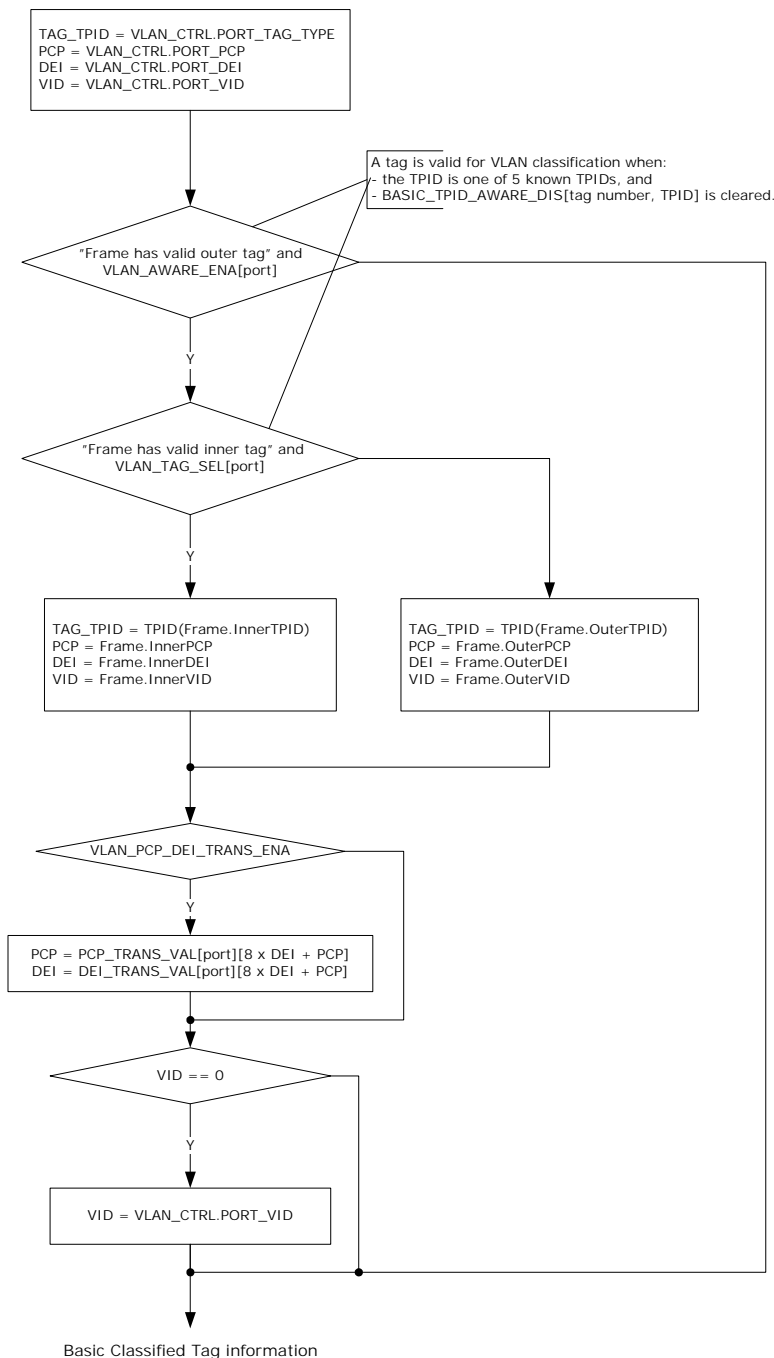 TAG_TPID = VLAN_CTRL.PORT_TAG_TYPE
PCP = VLAN_CTRL.PORT_PCP
DEI = VLAN_CTRL.PORT_DEI
VID = VLAN_CTRL.PORT_VID
A tag is valid for VLAN classification when:
- the TPID is one of 5 known TPIDs, and
- BASIC_TPID_AWARE_DIS[tag number, TPID] is cleared.
"Frame has valid outer tag" and
VLAN_AWARE_ENA[port]
Y
"Frame has valid inner tag" and
VLAN_TAG_SEL[port]
Y
TAG_TPID = TPID(Frame.InnerTPID)
PCP = Frame.InnerPCP
DEI = Frame.InnerDEI
VID = Frame.InnerVID
TAG_TPID = TPID(Frame.OuterTPID)
PCP = Frame.OuterPCP
DEI = Frame.OuterDEI
VID = Frame.OuterVID
VLAN_PCP_DEI_TRANS_ENA
Y
PCP = PCP_TRANS_VAL[port][8 x DEI + PCP]
DEI = DEI_TRANS_VAL[port][8 x DEI + PCP]
VID == 0
Y
VID = VLAN_CTRL.PORT_VID
Basic Classified Tag information